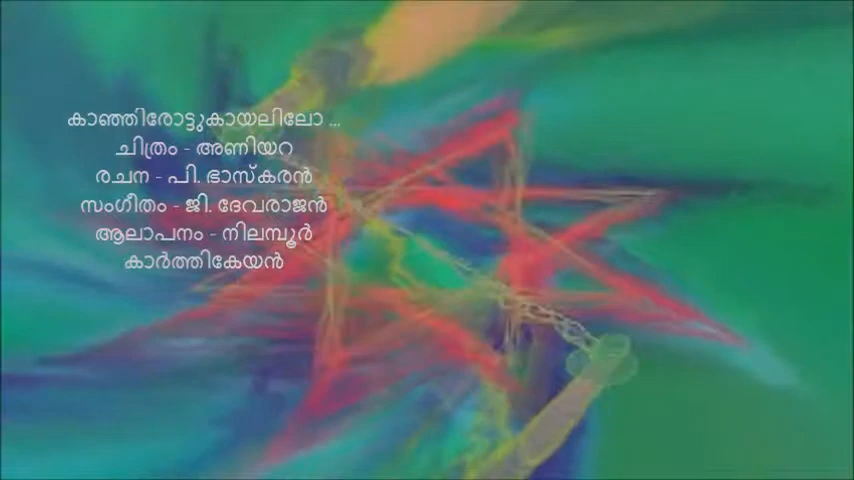 കാഞ്ഞിരോട്ടുകായലിലോ ...
ചിത്രം - അണിയറ
രചന - പി. ഭാസ്കരൻ
സംഗീതം - ജി. ദേവരാജൻ
ആലാപനം - നിലമ്പൂർ
കാർത്തികേയൻ